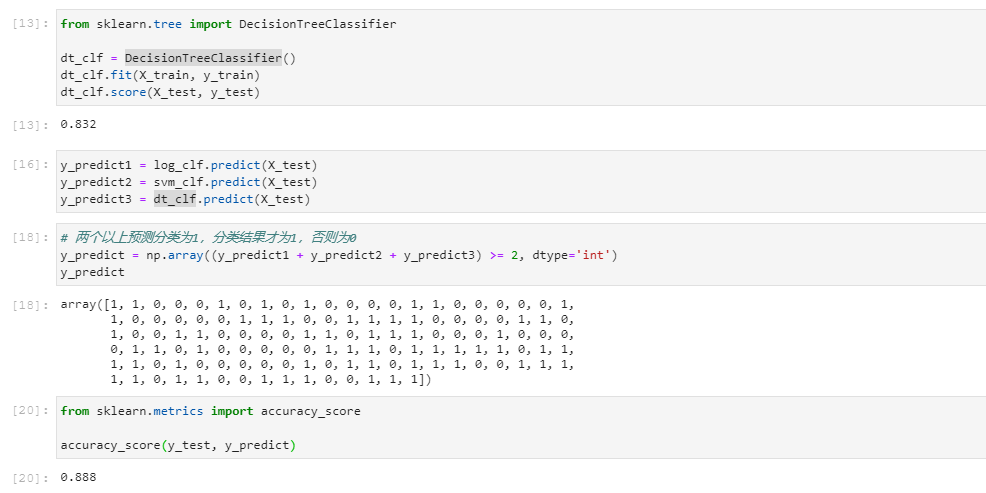 [13]: from sklearn.tree import DecisionTreeClassifier
dt_clf = DecisionTreeClassifier()
dt_clf.fit(X_train, y_train)
dt_clf.score(X_test, y_test)
[13]: 0.832
[16]: y_predict1 = log_clf.predict(X_test)
y_predict2 = svm_clf.predict(X_test)
y_predict3 = dt_clf.predict(X_test)
[18]: # 两个以上预测分类为1，分类结果才为1，否则为0
y_predict = np.array((y_predict1 + y_predict2 + y_predict3) >= 2, dtype='int')
y_predict
[18]: array([1, 1, 0, 0, 0, 1, 0, 1, 0, 1, 0, 0, 0, 0, 1, 1, 0, 0, 0, 0, 0, 1,
1, 0, 0, 0, 0, 0, 1, 1, 1, 0, 0, 1, 1, 1, 1, 0, 0, 0, 0, 1, 1, 0,
1, 0, 0, 1, 1, 0, 0, 0, 0, 1, 1, 0, 1, 1, 1, 0, 0, 0, 1, 0, 0, 0,
0, 1, 1, 0, 1, 0, 0, 0, 0, 0, 1, 1, 1, 0, 1, 1, 1, 1, 1, 0, 1, 1,
1, 1, 0, 1, 0, 0, 0, 0, 0, 1, 0, 1, 1, 0, 1, 1, 1, 0, 0, 1, 1, 1,
1, 1, 0, 1, 1, 0, 0, 1, 1, 1, 0, 0, 1, 1, 1])
[20]: from sklearn.metrics import accuracy_score
accuracy_score(y_test, y_predict)
[20]: 0.888